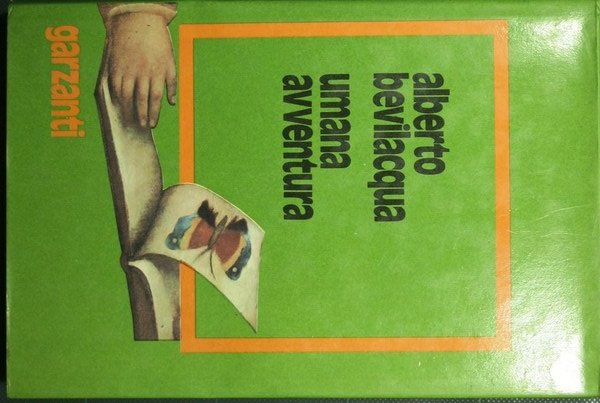 alberto
bevilacqua
umana
avventura
garzanti